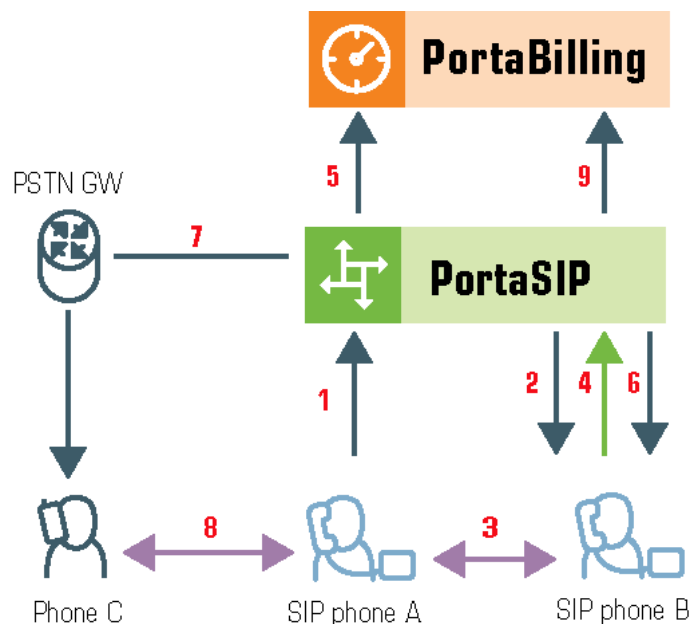 PortaBilling
5
9
PSTN GW
7
PortaSIP
1
2
4
6
8
3
Phone C
SIP phone A
SIP phone B